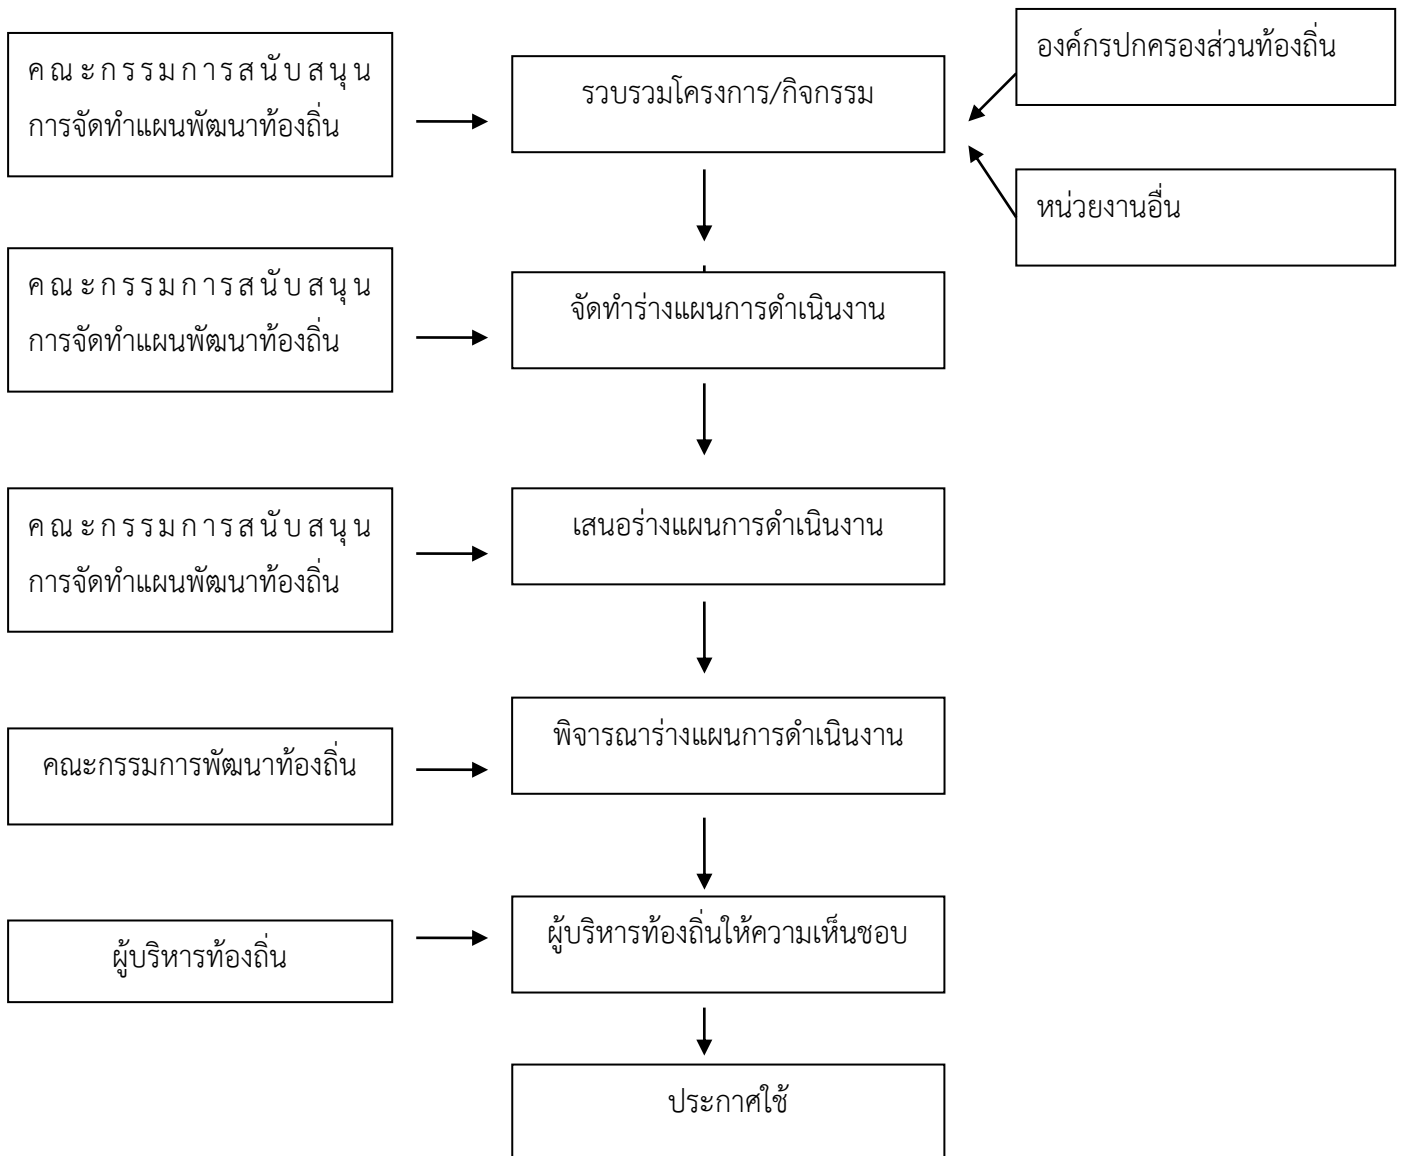 คณะกรรมการสนับสนุน
การจัดทำแผนพัฒนาท้องถิ่น
รวบรวมโครงการ/กิจกรรม
องค์กรปกครองส่วนท้องถิ่น
หน่วยงานอื่น
คณะกรรมการสนับสนุน
การจัดทำแผนพัฒนาท้องถิ่น
จัดทำร่างแผนการดำเนินงาน
คณะกรรมการสนับสนุน
การจัดทำแผนพัฒนาท้องถิ่น
เสนอร่างแผนการดำเนินงาน
คณะกรรมการพัฒนาท้องถิ่น
พิจารณาร่างแผนการดำเนินงาน
ผู้บริหารท้องถิ่น
ผู้บริหารท้องถิ่นให้ความเห็นชอบ
ประกาศใช้